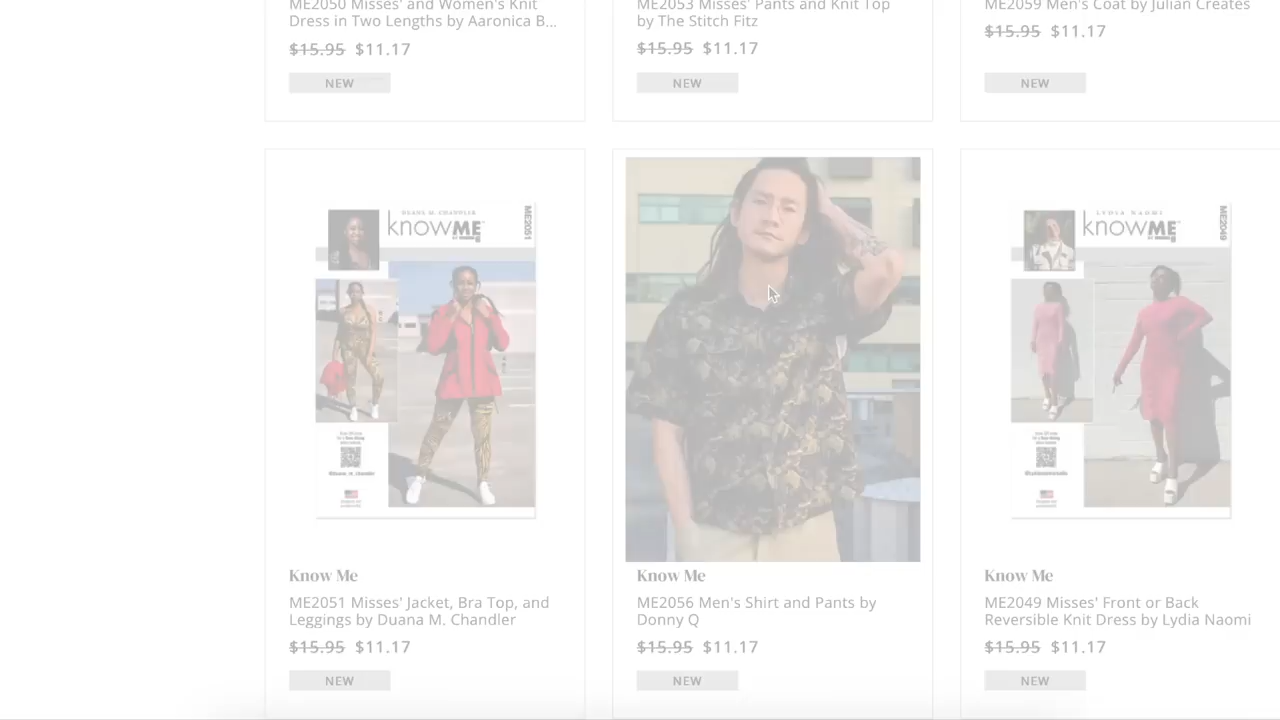 ME2050 Misses' and Women's Knit
Dress in Two Lengths by Aaronica B...
$15.95 $11.17
NEW
ME2053 Misses' Pants and Knit Top
by The Stitch Fitz
$15.95 $11.17
NEW
ME2059 Men's Coat by Julian Creates
$15.95 $11.17
NEW
DUANA M. CHANDLER
knowME
ME2051
Know Me
ME2051 Misses' Jacket, Bra Top, and
Leggings by Duana M. Chandler
$15.95 $11.17
NEW
Know Me
ME2056 Men's Shirt and Pants by
Donny Q
$15.95 $11.17
NEW
LYDIA NAOMI
knowME
ME2049
Know Me
ME2049 Misses' Front or Back
Reversible Knit Dress by Lydia Naomi
$15.95 $11.17
NEW